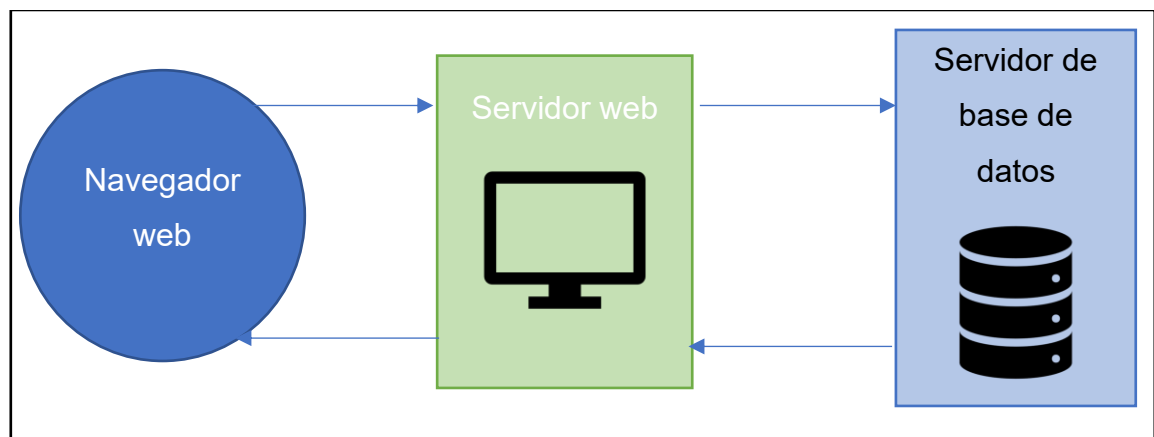 Navegador
web
Servidor web
Servidor de
base de
datos